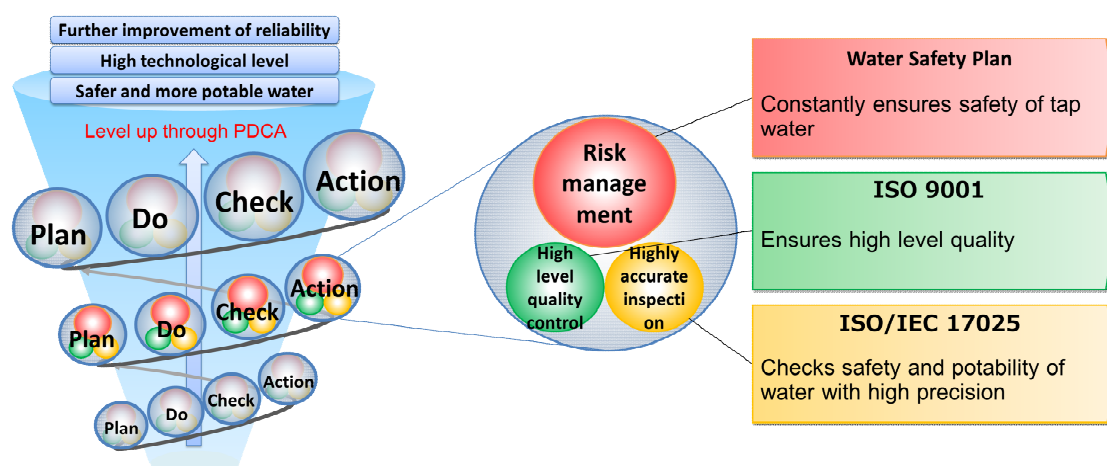 Further improvement of reliability
High technological level
Safer and more potable water
Level up through PDCA
Plan
Do
Check
Action
Plan
Do
Check
Action
Plan
Do
Check
Action
Risk
manage
ment
High
level
quality
control
Highly
accurate
inspecti
on
Water Safety Plan
Constantly ensures safety of tap
water
ISO 9001
Ensures high level quality
ISO/IEC 17025
Checks safety and potability of
water with high precision